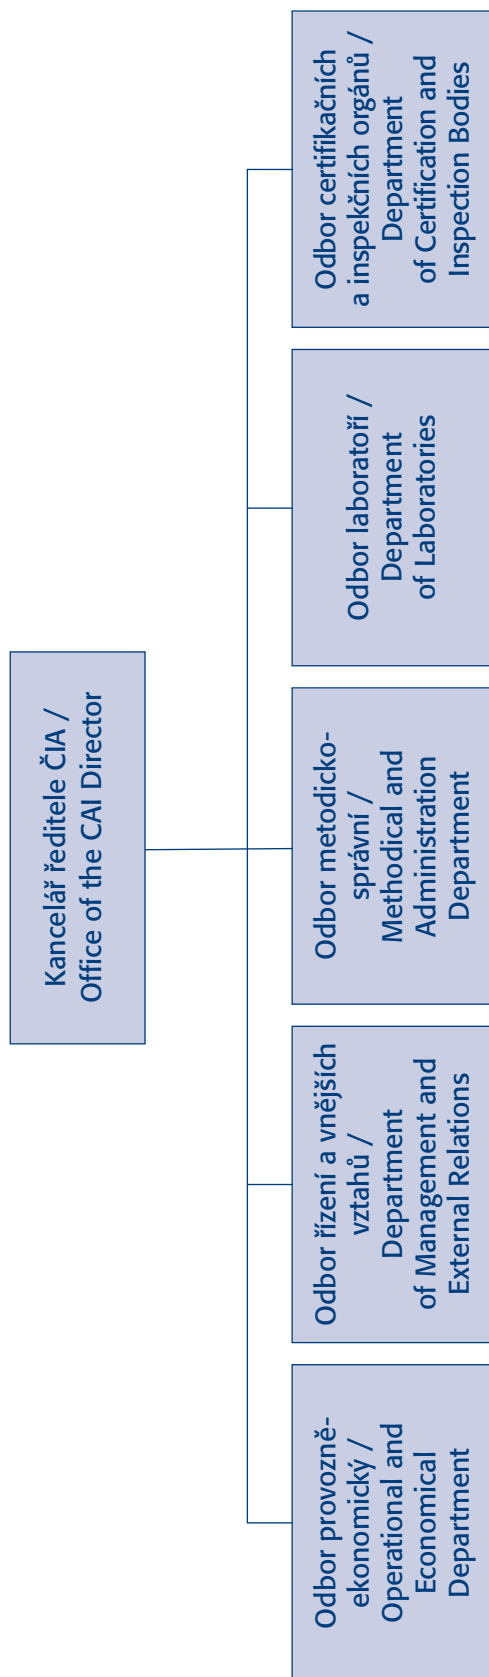 Kancelář ředitele ČIA /
Office of the CAI Director
Odbor provozně-
ekonomický /
Operational and
Economical
Department
Odbor řízení a vnějších
vztahů /
Department
of Management and
External Relations
Odbor metodicko-
správní /
Methodical and
Administration
Department
Odbor laboratoří /
Department
of Laboratories
Odbor certifikačních
a inspekčních orgánů /
Department
of Certification and
Inspection Bodies